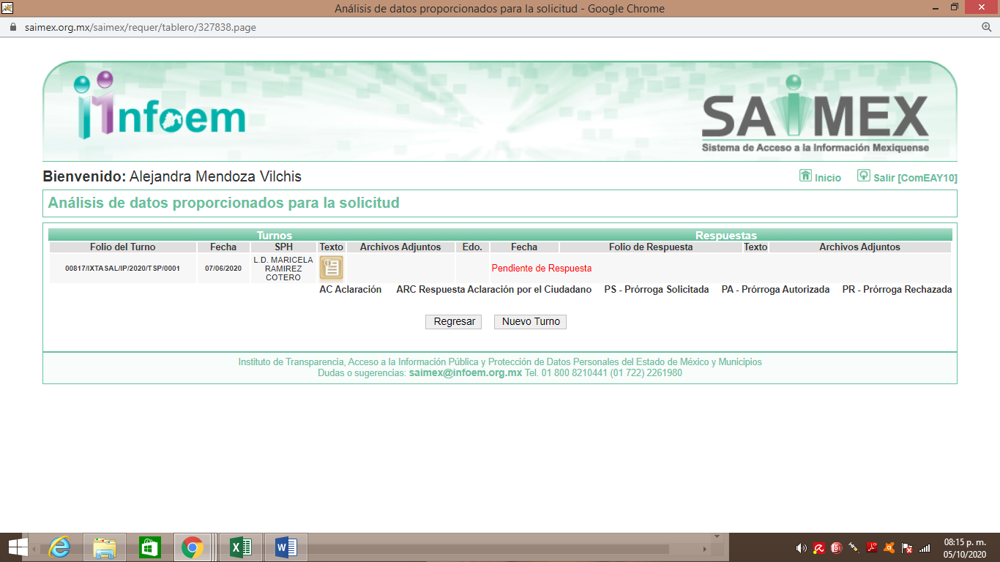 Análisis de datos proporcionados para la solicitud - Google Chrome
saimex.org.mx/saimex/requer/tablero/327838.page
infoem
SAIMEX
Sistema de Acceso a la Información Mexiquense
Bienvenido: Alejandra Mendoza Vilchis
Inicio Salir [ComEAY10]
Análisis de datos proporcionados para la solicitud
Turnos Respuestas
Folio del Turno Fecha SPH Texto Archivos Adjuntos Edo. Fecha Folio de Respuesta Texto Archivos Adjuntos
00817/IXTASAL/IP/2020/TSP/0001 07/06/2020 L.D. MARICELA RAMIREZ COTERO Pendiente de Respuesta
AC Aclaración ARC Respuesta Aclaración por el Ciudadano PS - Prórroga Solicitada PA - Prórroga Autorizada PR - Prórroga Rechazada
Regresar Nuevo Turno
Instituto de Transparencia, Acceso a la Información Pública y Protección de Datos Personales del Estado de México y Municipios
Dudas o sugerencias: saimex@infoem.org.mx Tel. 01 800 8210441 (01 722) 2261980
08:15 p. m.
05/10/2020